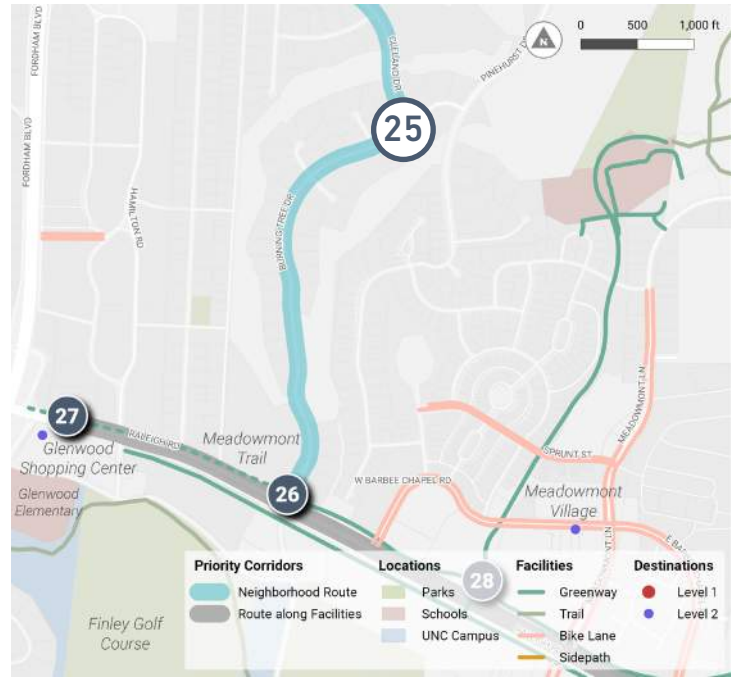 FORDHAM BLVD
FORDHAM BLVD
CLELAND DR
PINEHURST DR
N
0 500 1,000 ft
25
HAMILTON RD
BURNING TREE DR
MEADOWMONT LN
27
RALEIGH RD
Meadowmont
Trail
Glenwood
Shopping Center
SPRUNT ST
26
W BARBEE CHAPEL RD
Glenwood
Elementary
Meadowmont
Village
28
Finley Golf
Course
Priority Corridors
Neighborhood Route
Route along Facilities
Locations
Parks
Schools
UNC Campus
Facilities
Greenway
Trail
Bike Lane
Sidepath
Destinations
Level 1
Level 2